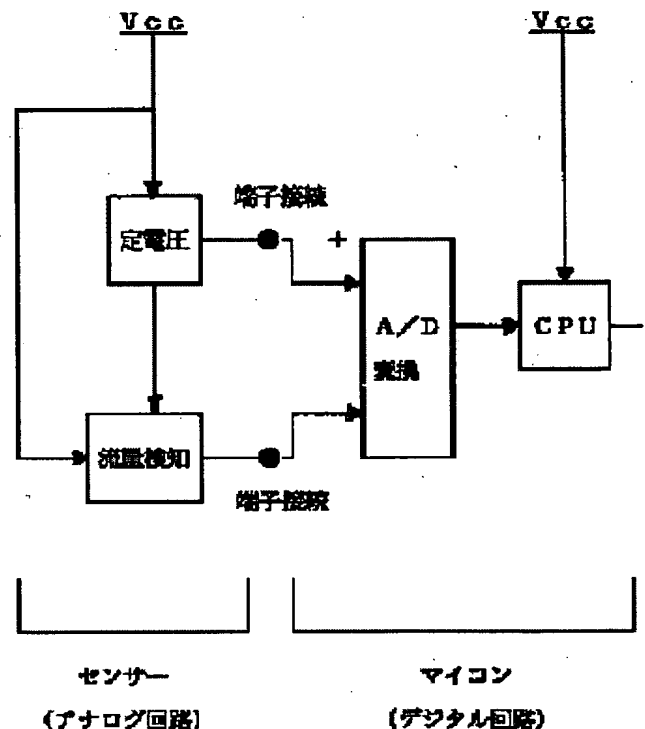 Vcc
Vcc
端子接続
定電圧
+
A/D
変換
CPU
流量検知
端子接続
センサー
マイコン
(アナログ回路)
(デジタル回路)